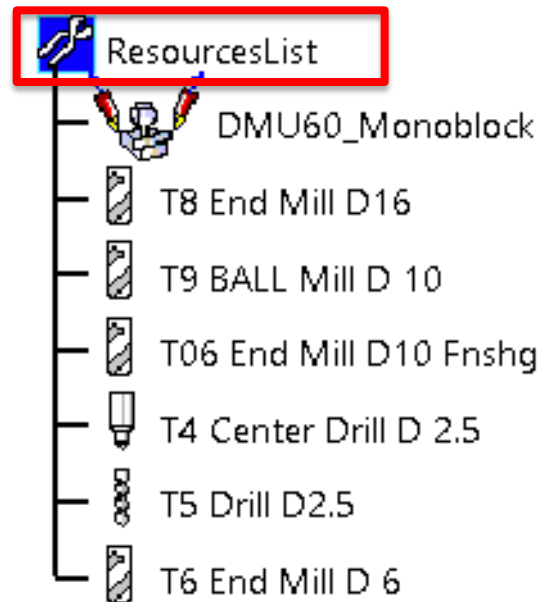 ResourcesList
DMU60_Monoblock
T8 End Mill D16
T9 BALL Mill D 10
T06 End Mill D10 Fnshg
T4 Center Drill D 2.5
T5 Drill D2.5
T6 End Mill D 6